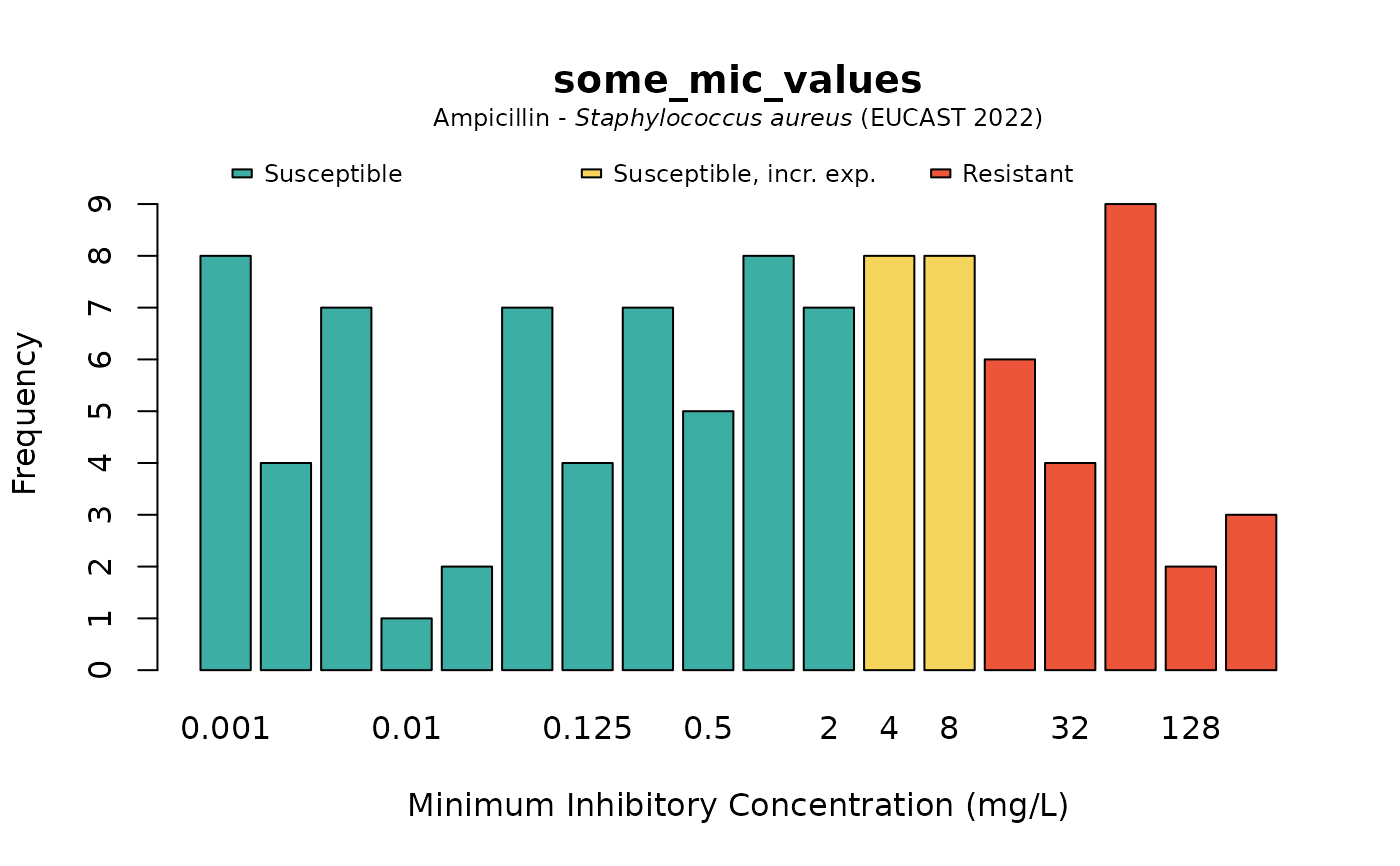 some_mic_values
Ampicillin - Staphylococcus aureus (EUCAST 2022)
Susceptible Susceptible, incr. exp. Resistant
9
8
7
6
5
4
3
2
1
0
Frequency
0.001 0.01 0.125 0.5 2 4 8 32 128
Minimum Inhibitory Concentration (mg/L)